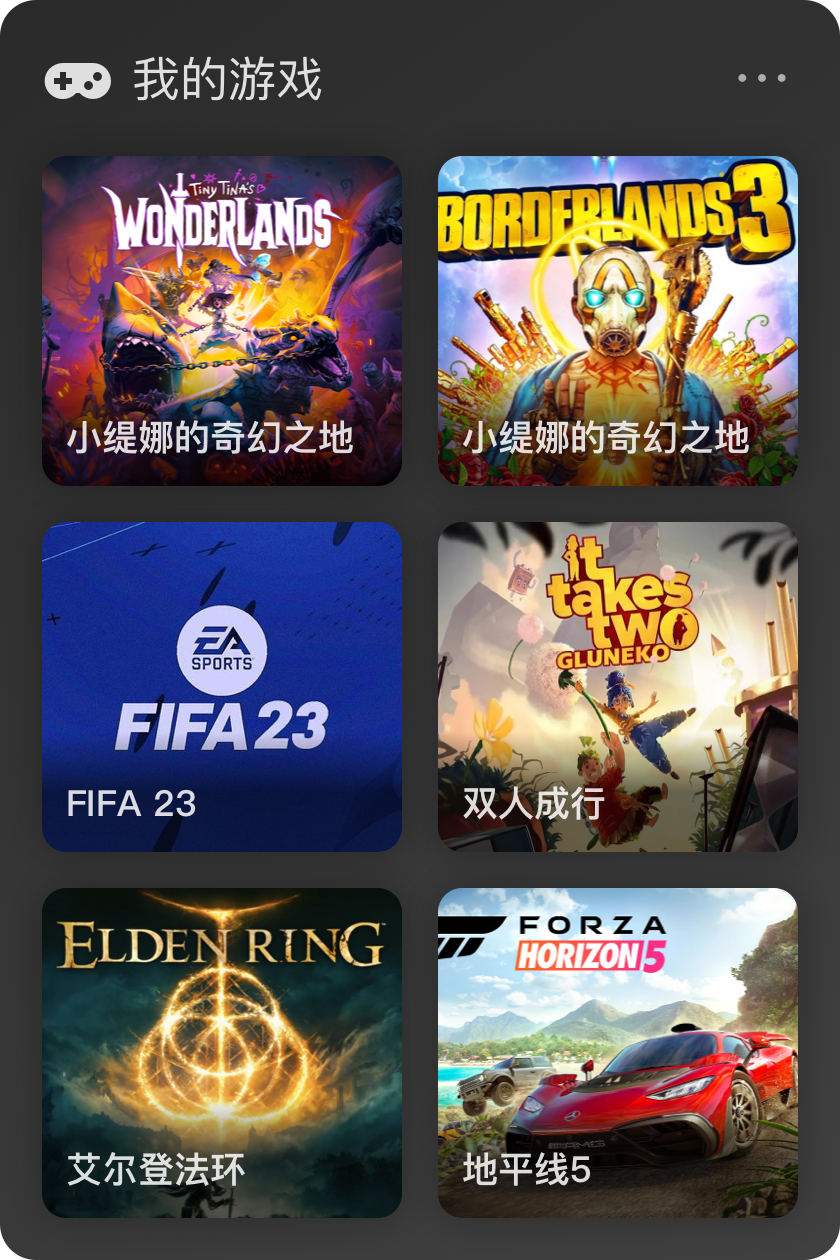 我的游戏
TINY TINA'S
WONDERLANDS
小缇娜的奇幻之地
BORDERLANDS 3
小缇娜的奇幻之地
EA
SPORTS
FIFA 23
FIFA 23
it
takes
two
GLUNEKO
双人成行
ELDEN RING
艾尔登法环
FORZA
HORIZON 5
地平线5